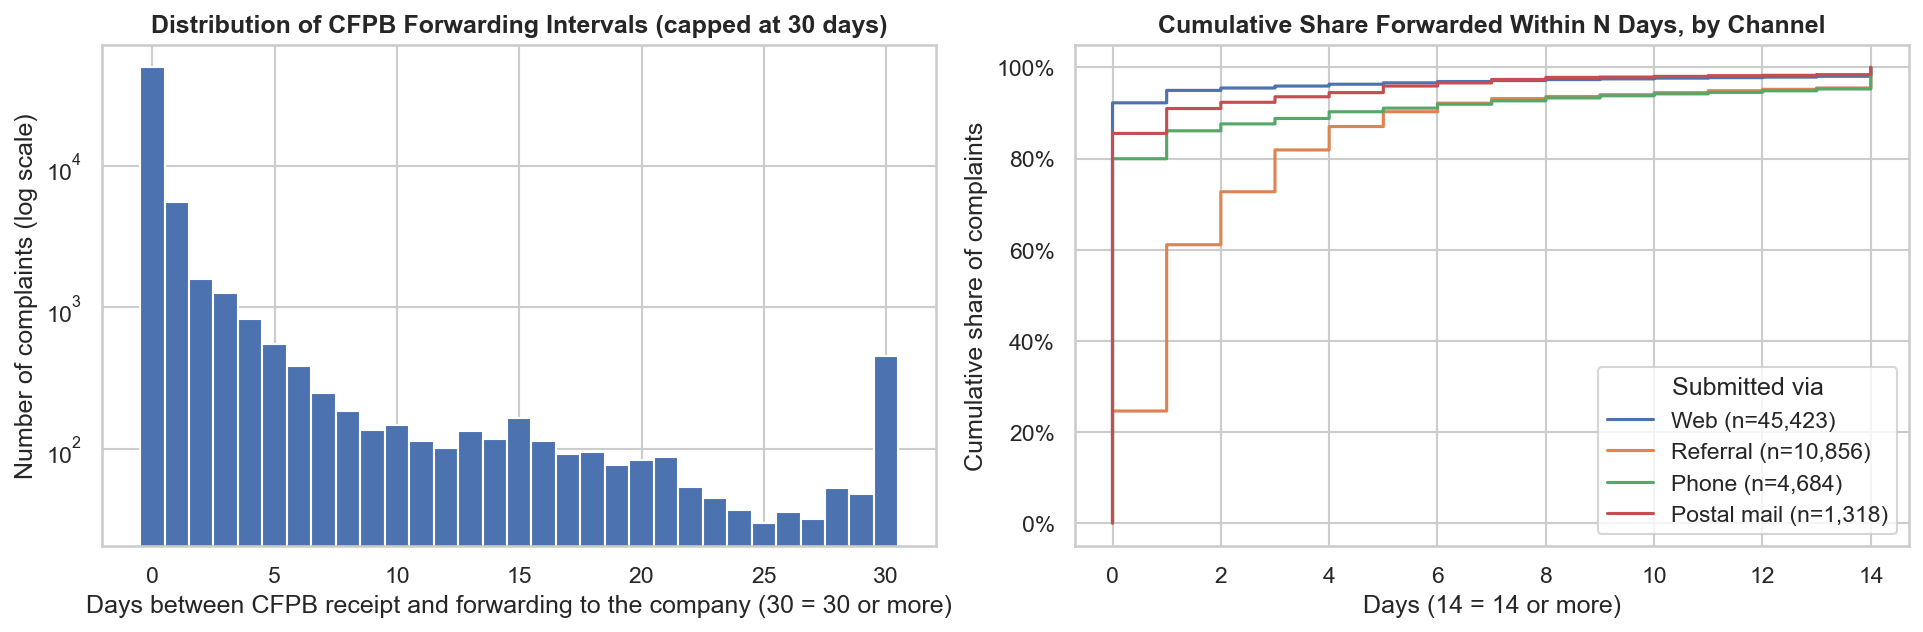 Distribution of CFPB Forwarding Intervals (capped at 30 days)
Number of complaints (log scale)
10^4
10^3
10^2
0 5 10 15 20 25 30
Days between CFPB receipt and forwarding to the company (30 = 30 or more)
Cumulative Share Forwarded Within N Days, by Channel
Cumulative share of complaints
100%
80%
60%
40%
20%
0%
Submitted via
Web (n=45,423)
Referral (n=10,856)
Phone (n=4,684)
Postal mail (n=1,318)
0 2 4 6 8 10 12 14
Days (14 = 14 or more)